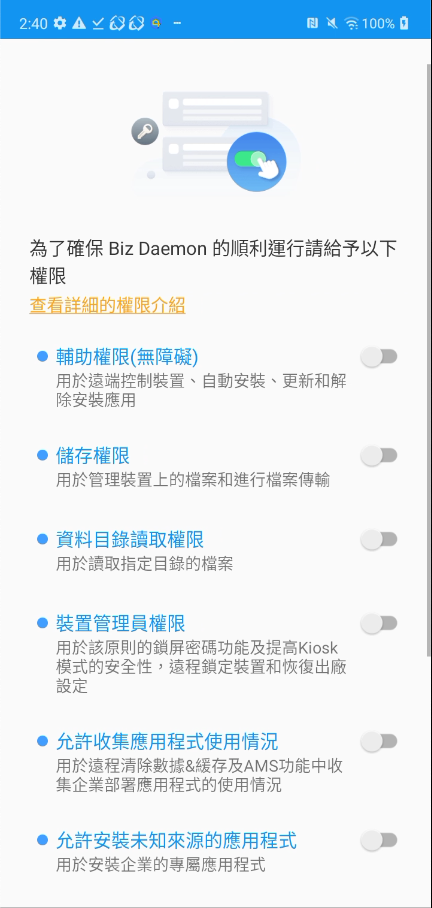 2:40
100%
為了確保 Biz Daemon 的順利運行請給予以下
權限
查看詳細的權限介紹
輔助權限(無障礙)
用於遠端控制裝置、自動安裝、更新和解
除安裝應用
儲存權限
用於管理裝置上的檔案和進行檔案傳輸
資料目錄讀取權限
用於讀取指定目錄的檔案
裝置管理員權限
用於該原則的鎖屏密碼功能及提高Kiosk
模式的安全性，遠程鎖定裝置和恢復出廠
設定
允許收集應用程式使用情況
用於遠程清除數據&緩存及AMS功能中收
集企業部署應用程式的使用情況
允許安裝未知來源的應用程式
用於安裝企業的專屬應用程式